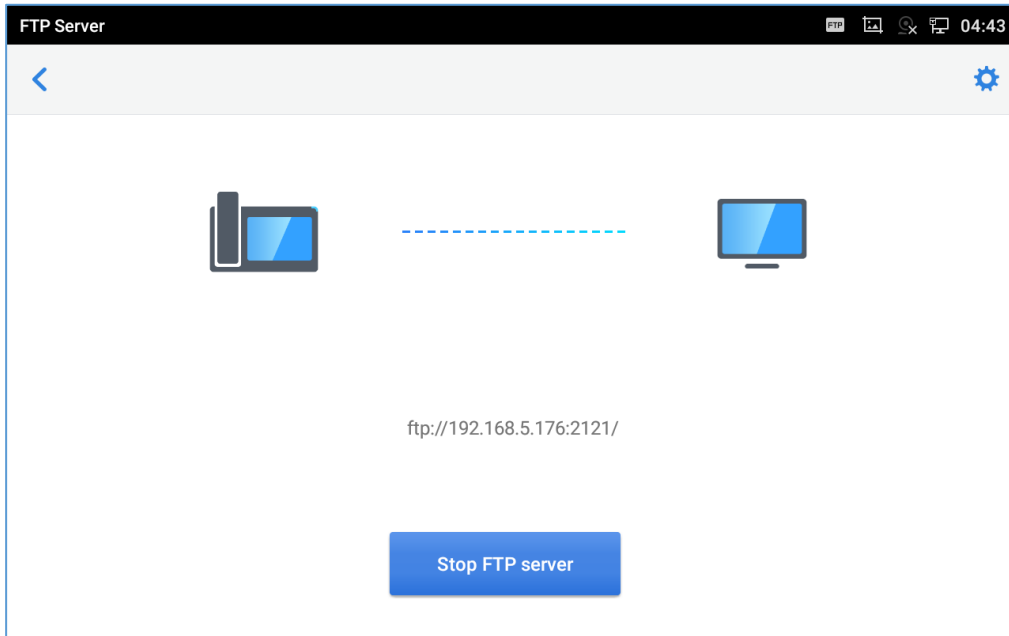 FTP Server
FTP
04:43
ftp://192.168.5.176:2121/
Stop FTP server